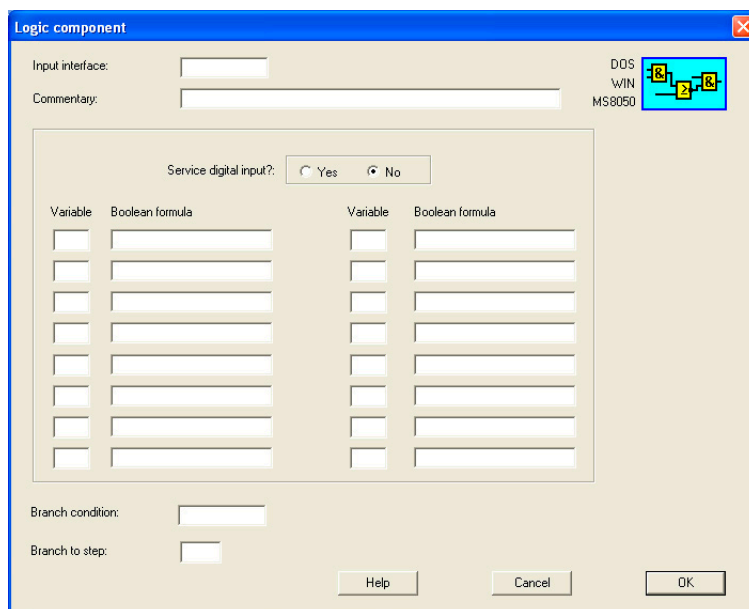 Logic component
Input interface:
Commentary:
DOS
WIN
MS8050
& ≥ &
Service digital input?: Yes No
Variable Boolean formula Variable Boolean formula
Branch condition:
Branch to step:
Help Cancel OK